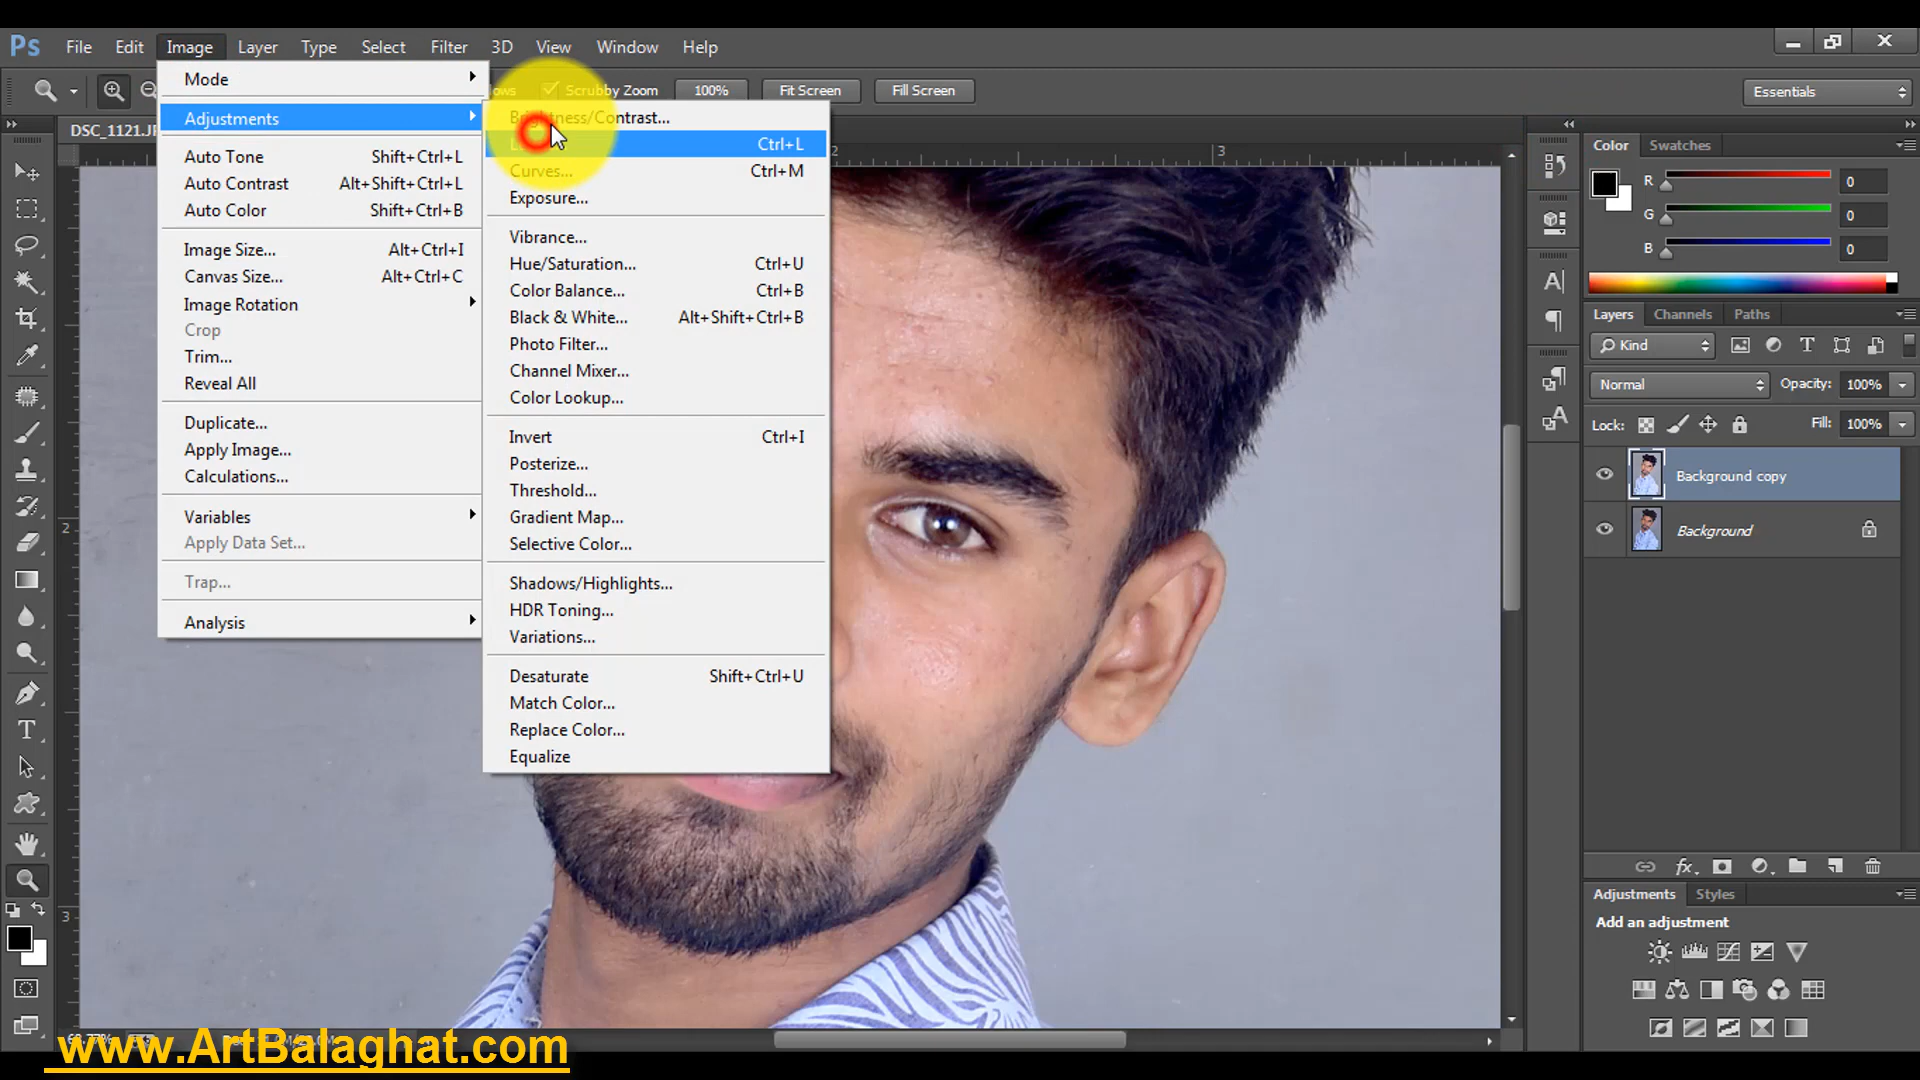 Ps File Edit Image Layer Type Select Filter 3D View Window Help
Scrubby Zoom 100% Fit Screen Fill Screen Essentials
DSC_1121.JP
Mode
Adjustments
Auto Tone Shift+Ctrl+L
Auto Contrast Alt+Shift+Ctrl+L
Auto Color Shift+Ctrl+B
Image Size... Alt+Ctrl+I
Canvas Size... Alt+Ctrl+C
Image Rotation
Crop
Trim...
Reveal All
Duplicate...
Apply Image...
Calculations...
Variables
Apply Data Set...
Trap...
Analysis
Brightness/Contrast...
Ctrl+L
Curves... Ctrl+M
Exposure...
Vibrance...
Hue/Saturation... Ctrl+U
Color Balance... Ctrl+B
Black & White... Alt+Shift+Ctrl+B
Photo Filter...
Channel Mixer...
Color Lookup...
Invert Ctrl+I
Posterize...
Threshold...
Gradient Map...
Selective Color...
Shadows/Highlights...
HDR Toning...
Variations...
Desaturate Shift+Ctrl+U
Match Color...
Replace Color...
Equalize
2 3
2
3
Color Swatches
R 0
G 0
B 0
Layers Channels Paths
Kind
Normal Opacity: 100%
Lock: Fill: 100%
Background copy
Background
Adjustments Styles
Add an adjustment
www.ArtBalaghat.com